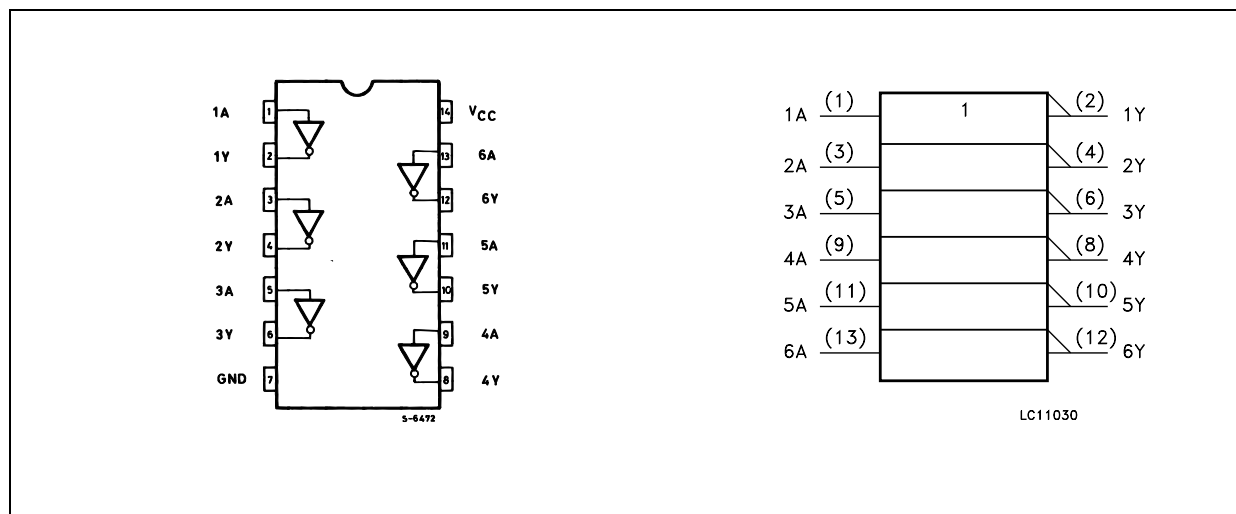 1A 1 14 VCC
1Y 2 13 6A
2A 3 12 6Y
2Y 4 11 5A
3A 5 10 5Y
3Y 6 9 4A
GND 7 8 4Y
S-6472
1A (1) 1 (2) 1Y
2A (3) (4) 2Y
3A (5) (6) 3Y
4A (9) (8) 4Y
5A (11) (10) 5Y
6A (13) (12) 6Y
LC11030